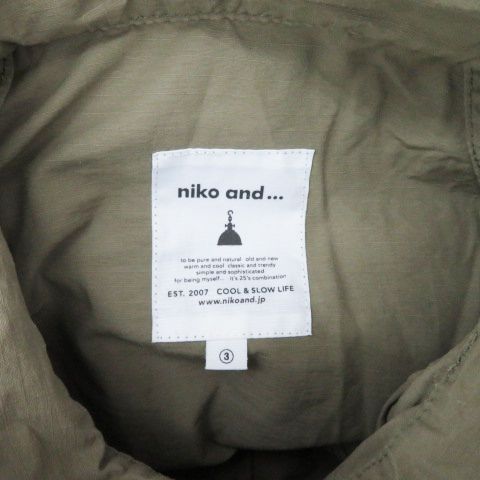 niko and...
to be pure and natural old and new
warm and cool classic and trendy
simple and sophisticated
for being myself... it's 25's combination
EST. 2007 COOL & SLOW LIFE
www.nikoand.jp
3